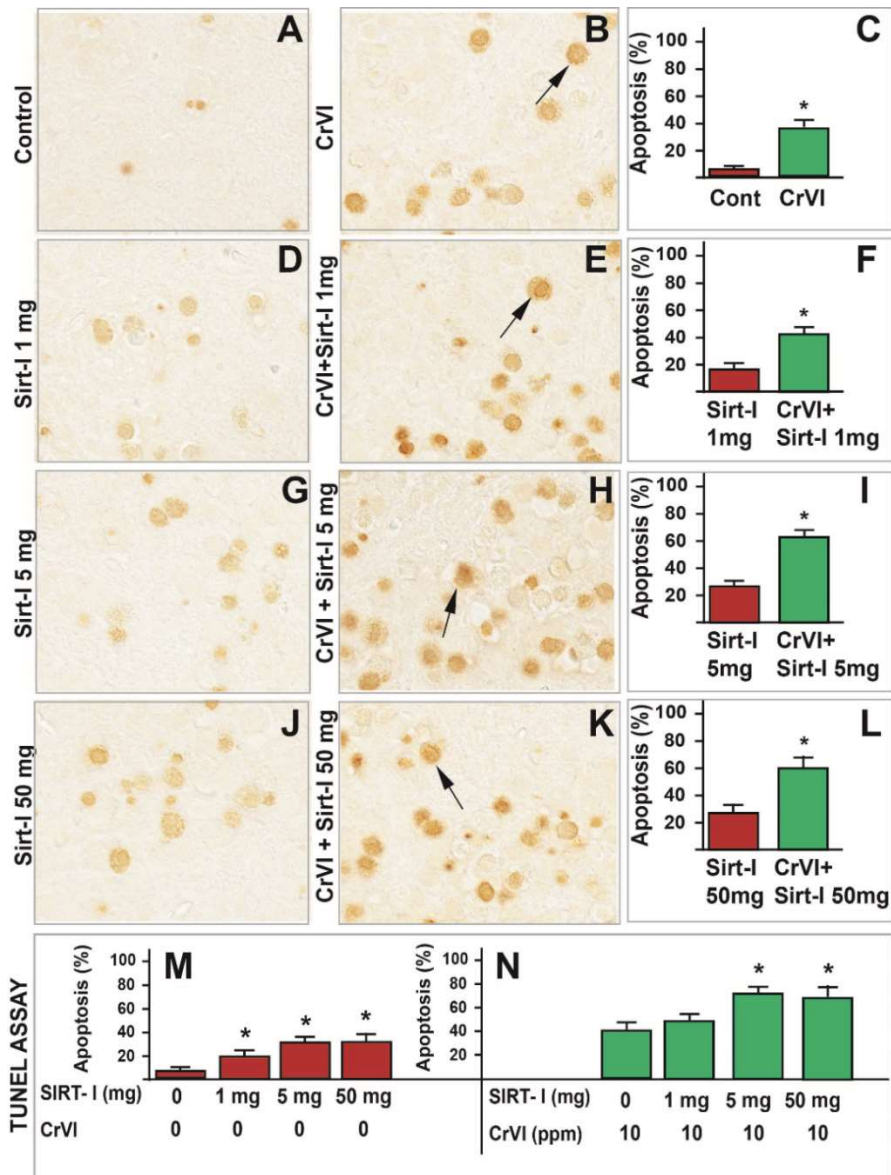 A
B
C
Control
CrVI
Apoptosis (%)
100
80
60
40
20
*
Cont CrVI
D
E
F
Sirt-I 1 mg
CrVI+Sirt-I 1mg
Apoptosis (%)
100
80
60
40
20
*
Sirt-I CrVI+
1mg Sirt-I 1mg
G
H
I
Sirt-I 5 mg
CrVI + Sirt-I 5 mg
Apoptosis (%)
100
80
60
40
20
*
Sirt-I CrVI+
5mg Sirt-I 5mg
J
K
L
Sirt-I 50 mg
CrVI + Sirt-I 50 mg
Apoptosis (%)
100
80
60
40
20
*
Sirt-I CrVI+
50mg Sirt-I 50mg
TUNEL ASSAY
M
Apoptosis (%)
100
80
60
40
20
* * *
SIRT- I (mg) 0 1 mg 5 mg 50 mg
CrVI 0 0 0 0
N
Apoptosis (%)
100
80
60
40
20
* *
SIRT- I (mg) 0 1 mg 5 mg 50 mg
CrVI (ppm) 10 10 10 10